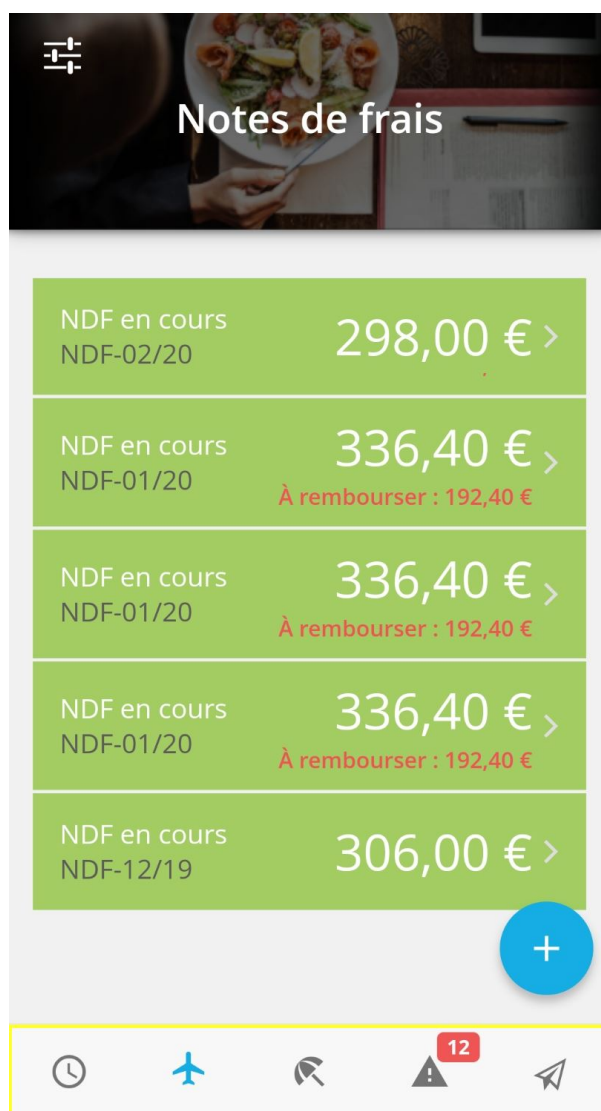 Notes de frais
NDF en cours
NDF-02/20
298,00 €
NDF en cours
NDF-01/20
336,40 €
À rembourser : 192,40 €
NDF en cours
NDF-01/20
336,40 €
À rembourser : 192,40 €
NDF en cours
NDF-01/20
336,40 €
À rembourser : 192,40 €
NDF en cours
NDF-12/19
306,00 €
12